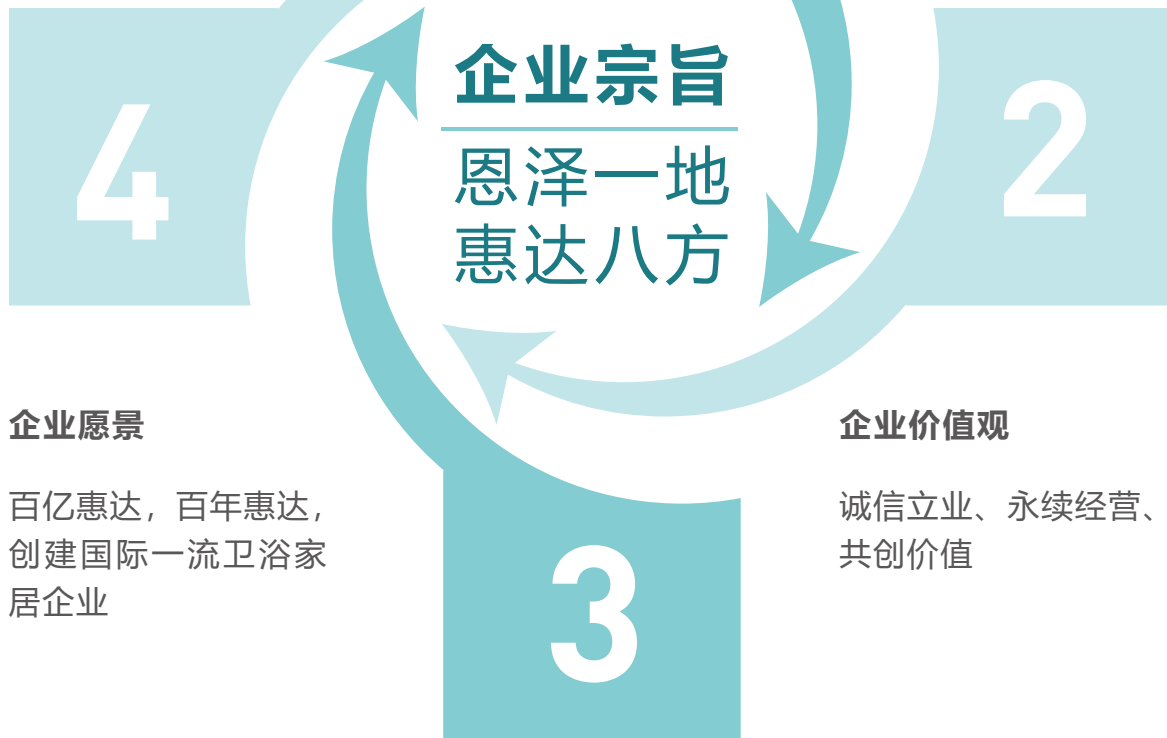 企业宗旨
恩泽一地
惠达八方
4
2
企业愿景
百亿惠达，百年惠达，
创建国际一流卫浴家
居企业
企业价值观
诚信立业、永续经营、
共创价值
3